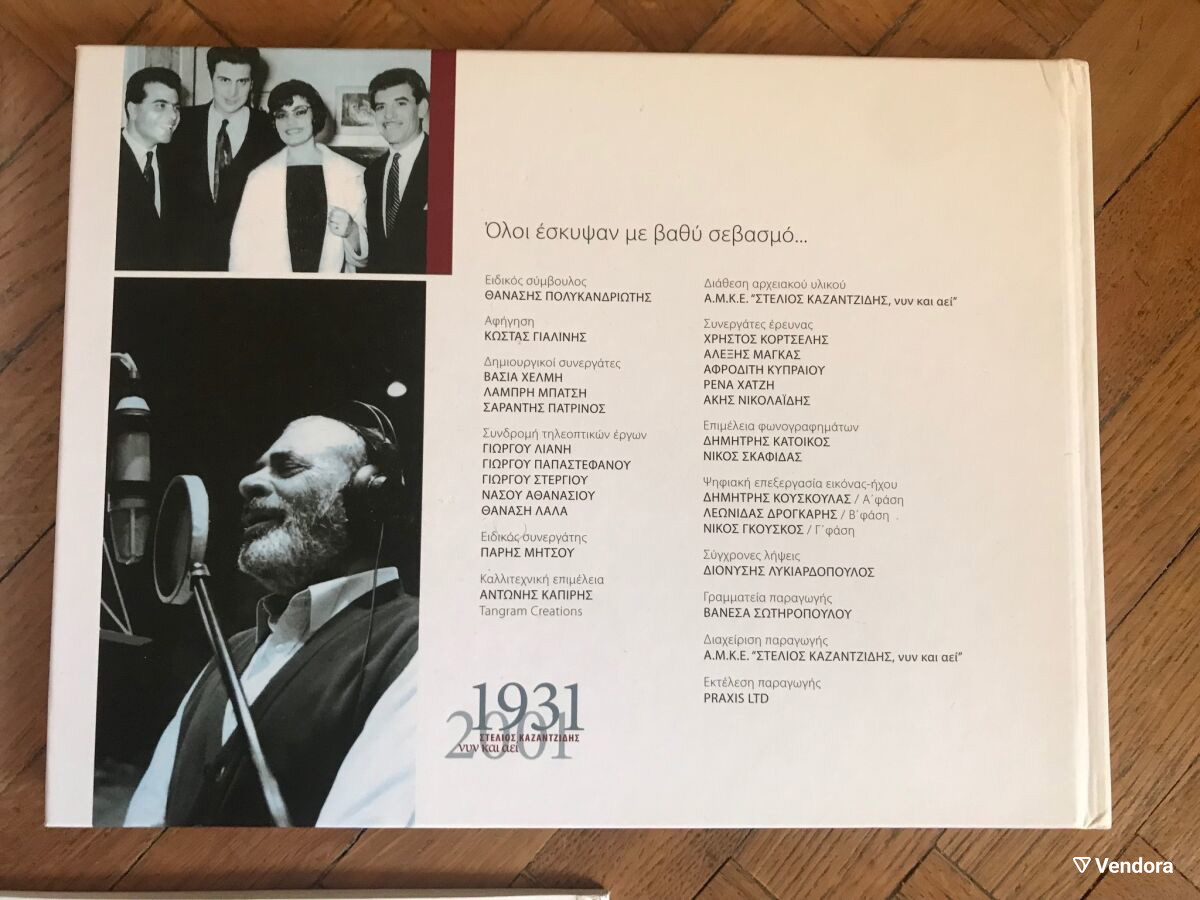 Όλοι έσκυψαν με βαθύ σεβασμό...
Ειδικός σύμβουλος
ΘΑΝΑΣΗΣ ΠΟΛΥΚΑΝΔΡΙΩΤΗΣ
Αφήγηση
ΚΩΣΤΑΣ ΓΙΑΛΙΝΗΣ
Δημιουργικοί συνεργάτες
ΒΑΣΙΑ ΧΕΛΜΗ
ΛΑΜΠΡΗ ΜΠΑΤΣΗ
ΣΑΡΑΝΤΗΣ ΠΑΤΡΙΝΟΣ
Συνδρομή τηλεοπτικών έργων
ΓΙΩΡΓΟΥ ΛΙΑΝΗ
ΓΙΩΡΓΟΥ ΠΑΠΑΣΤΕΦΑΝΟΥ
ΓΙΩΡΓΟΥ ΣΤΕΡΓΙΟΥ
ΝΑΣΟΥ ΑΘΑΝΑΣΙΟΥ
ΘΑΝΑΣΗ ΛΑΛΑ
Ειδικός συνεργάτης
ΠΑΡΗΣ ΜΗΤΣΟΥ
Καλλιτεχνική επιμέλεια
ΑΝΤΩΝΗΣ ΚΑΠΙΡΗΣ
Tangram Creations
1931
2001
ΣΤΕΛΙΟΣ ΚΑΖΑΝΤΖΙΔΗΣ
νυν και αεί
Διάθεση αρχειακού υλικού
Α.Μ.Κ.Ε. "ΣΤΕΛΙΟΣ ΚΑΖΑΝΤΖΙΔΗΣ, νυν και αεί"
Συνεργάτες έρευνας
ΧΡΗΣΤΟΣ ΚΟΡΤΣΕΛΗΣ
ΑΛΕΞΗΣ ΜΑΓΚΑΣ
ΑΦΡΟΔΙΤΗ ΚΥΠΡΑΙΟΥ
ΡΕΝΑ ΧΑΤΖΗ
ΑΚΗΣ ΝΙΚΟΛΑΪΔΗΣ
Επιμέλεια φωνογραφημάτων
ΔΗΜΗΤΡΗΣ ΚΑΤΟΙΚΟΣ
ΝΙΚΟΣ ΣΚΑΦΙΔΑΣ
Ψηφιακή επεξεργασία εικόνας-ήχου
ΔΗΜΗΤΡΗΣ ΚΟΥΣΚΟΥΛΑΣ / Α΄φάση
ΛΕΩΝΙΔΑΣ ΔΡΟΓΚΑΡΗΣ / Β΄φάση
ΝΙΚΟΣ ΓΚΟΥΣΚΟΣ / Γ΄φάση
Σύγχρονες λήψεις
ΔΙΟΝΥΣΗΣ ΛΥΚΙΑΡΔΟΠΟΥΛΟΣ
Γραμματεία παραγωγής
ΒΑΝΕΣΑ ΣΩΤΗΡΟΠΟΥΛΟΥ
Διαχείριση παραγωγής
Α.Μ.Κ.Ε. "ΣΤΕΛΙΟΣ ΚΑΖΑΝΤΖΙΔΗΣ, νυν και αεί"
Εκτέλεση παραγωγής
PRAXIS LTD
Vendora